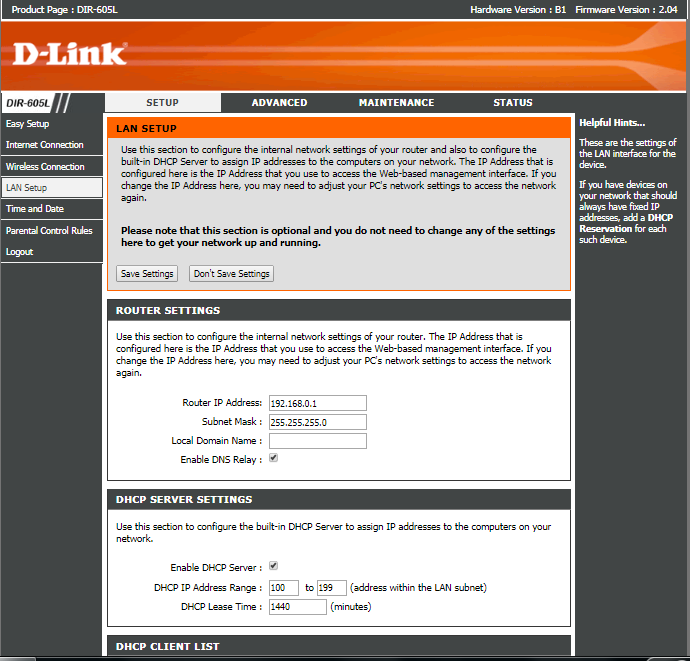 Product Page : DIR-605L
Hardware Version : B1 Firmware Version : 2.04
D-Link
DIR-605L
SETUP
ADVANCED
MAINTENANCE
STATUS
Easy Setup
Internet Connection
Wireless Connection
LAN Setup
Time and Date
Parental Control Rules
Logout
LAN SETUP
Use this section to configure the internal network settings of your router and also to configure the
built-in DHCP Server to assign IP addresses to the computers on your network. The IP Address that is
configured here is the IP Address that you use to access the Web-based management interface. If you
change the IP Address here, you may need to adjust your PC's network settings to access the network
again.
Please note that this section is optional and you do not need to change any of the settings
here to get your network up and running.
Save Settings
Don't Save Settings
ROUTER SETTINGS
Use this section to configure the internal network settings of your router. The IP Address that is
configured here is the IP Address that you use to access the Web-based management interface. If you
change the IP Address here, you may need to adjust your PC's network settings to access the network
again.
Router IP Address: 192.168.0.1
Subnet Mask : 255.255.255.0
Local Domain Name :
Enable DNS Relay :
DHCP SERVER SETTINGS
Use this section to configure the built-in DHCP Server to assign IP addresses to the computers on your
network.
Enable DHCP Server :
DHCP IP Address Range : 100 to 199 (address within the LAN subnet)
DHCP Lease Time : 1440 (minutes)
DHCP CLIENT LIST
Helpful Hints...
These are the settings of
the LAN interface for the
device.
If you have devices on
your network that should
always have fixed IP
addresses, add a DHCP
Reservation for each
such device.